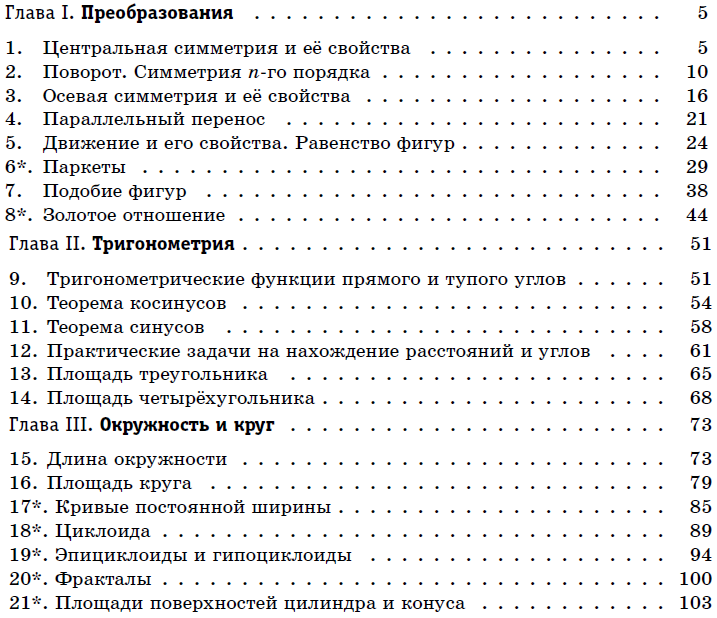 Глава I. Преобразования . . . . . . . . . . . . . . . . . . . . . . . . 5
1. Центральная симметрия и её свойства . . . . . . . . . . . . . 5
2. Поворот. Симметрия n-го порядка . . . . . . . . . . . . . . . . 10
3. Осевая симметрия и её свойства . . . . . . . . . . . . . . . . . 16
4. Параллельный перенос . . . . . . . . . . . . . . . . . . . . . 21
5. Движение и его свойства. Равенство фигур . . . . . . . . . . . 24
6*. Паркеты . . . . . . . . . . . . . . . . . . . . . . . . . . . . 29
7. Подобие фигур . . . . . . . . . . . . . . . . . . . . . . . . . 38
8*. Золотое отношение . . . . . . . . . . . . . . . . . . . . . . . 44
Глава II. Тригонометрия . . . . . . . . . . . . . . . . . . . . . . . . 51
9. Тригонометрические функции прямого и тупого углов . . . . . . 51
10. Теорема косинусов . . . . . . . . . . . . . . . . . . . . . . . 54
11. Теорема синусов . . . . . . . . . . . . . . . . . . . . . . . . 58
12. Практические задачи на нахождение расстояний и углов . . . . 61
13. Площадь треугольника . . . . . . . . . . . . . . . . . . . . . 65
14. Площадь четырёхугольника . . . . . . . . . . . . . . . . . . . . 68
Глава III. Окружность и круг . . . . . . . . . . . . . . . . . . . . . 73
15. Длина окружности . . . . . . . . . . . . . . . . . . . . . . . 73
16. Площадь круга . . . . . . . . . . . . . . . . . . . . . . . . . 79
17*. Кривые постоянной ширины . . . . . . . . . . . . . . . . . . . 85
18*. Циклоида . . . . . . . . . . . . . . . . . . . . . . . . . . . 89
19*. Эпициклоиды и гипоциклоиды . . . . . . . . . . . . . . . . . 94
20*. Фракталы . . . . . . . . . . . . . . . . . . . . . . . . . . . 100
21*. Площади поверхностей цилиндра и конуса . . . . . . . . . . . 103